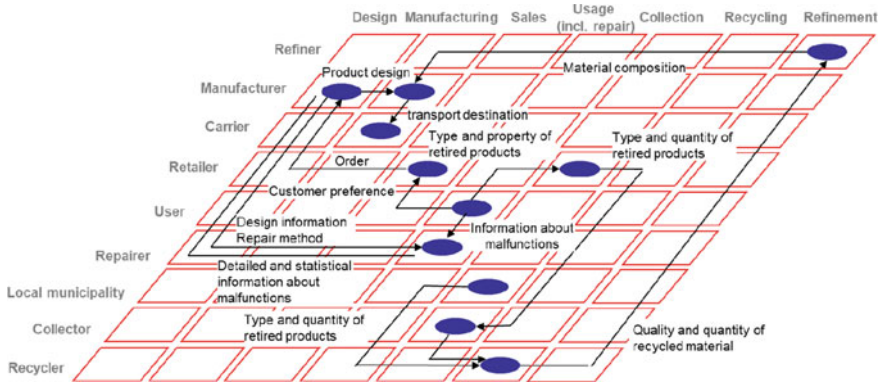 Design Manufacturing Sales Usage Collection Recycling Refinement
(incl. repair)
Refiner
Product design
Material composition
Manufacturer
transport destination
Carrier
Type and property of
retired products
Type and quantity of
retired products
Order
Retailer
Customer preference
User
Design information
Repair method
Information about
malfunctions
Repairer
Detailed and statistical
information about
malfunctions
Local municipality
Type and quantity of
retired products
Collector
Quality and quantity of
recycled material
Recycler